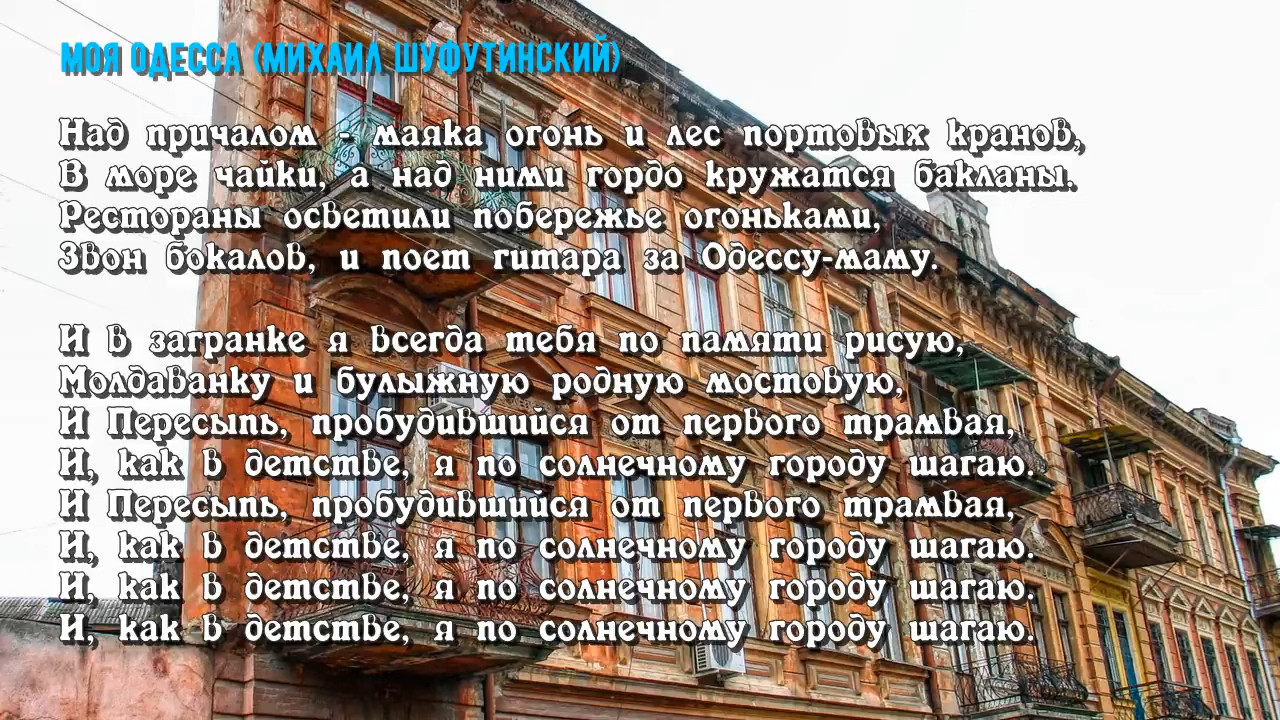 МОЯ ОДЕССА (МИХАИЛ ШУФУТИНСКИЙ)
Над причалом - маяка огонь и лес портовых кранов,
В море чайки, а над ними гордо кружатся бакланы.
Рестораны осветили побережье огоньками,
Звон бокалов, и поет гитара за Одессу-маму.
И в загранке я всегда тебя по памяти рисую,
Молдаванку и булыжную родную мостовую,
И Пересыпь, пробудившийся от первого трамвая,
И, как в детстве, я по солнечному городу шагаю.
И Пересыпь, пробудившийся от первого трамвая,
И, как в детстве, я по солнечному городу шагаю.
И, как в детстве, я по солнечному городу шагаю.
И, как в детстве, я по солнечному городу шагаю.